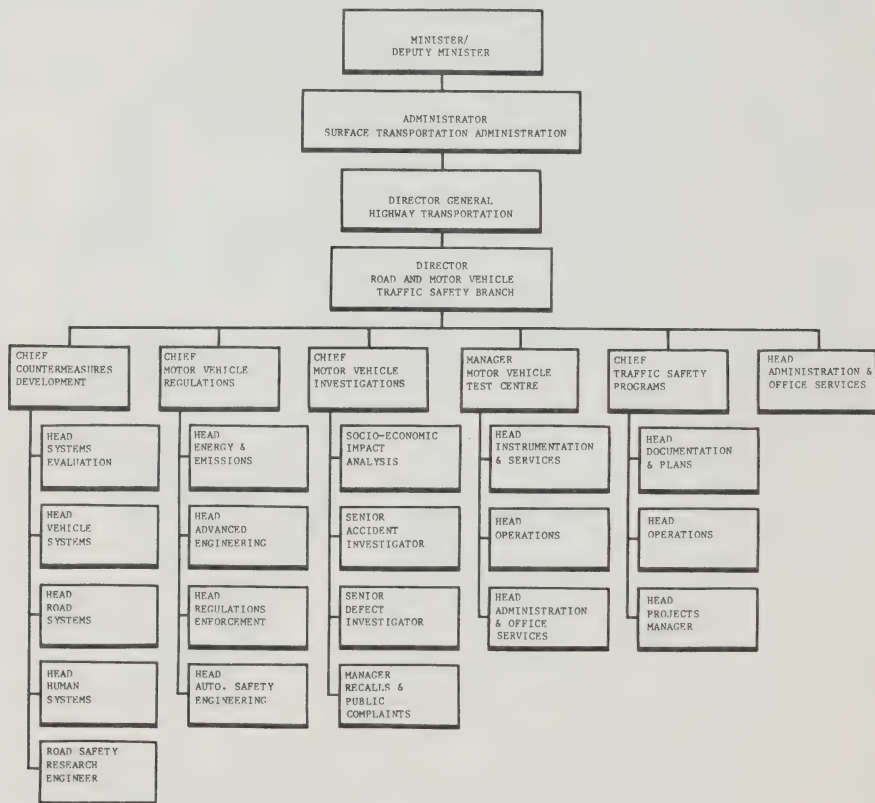 MINISTER/
DEPUTY MINISTER
ADMINISTRATOR
SURFACE TRANSPORTATION ADMINISTRATION
DIRECTOR GENERAL
HIGHWAY TRANSPORTATION
DIRECTOR
ROAD AND MOTOR VEHICLE
TRAFFIC SAFETY BRANCH
CHIEF
COUNTERMEASURES
DEVELOPMENT
CHIEF
MOTOR VEHICLE
REGULATIONS
CHIEF
MOTOR VEHICLE
INVESTIGATIONS
MANAGER
MOTOR VEHICLE
TEST CENTRE
CHIEF
TRAFFIC SAFETY
PROGRAMS
HEAD
ADMINISTRATION &
OFFICE SERVICES
HEAD
SYSTEMS
EVALUATION
HEAD
VEHICLE
SYSTEMS
HEAD
ROAD
SYSTEMS
HEAD
HUMAN
SYSTEMS
ROAD SAFETY
RESEARCH
ENGINEER
HEAD
ENERGY &
EMISSIONS
HEAD
ADVANCED
ENGINEERING
HEAD
REGULATIONS
ENFORCEMENT
HEAD
AUTO. SAFETY
ENGINEERING
SOCIO-ECONOMIC
IMPACT
ANALYSIS
SENIOR
ACCIDENT
INVESTIGATOR
SENIOR
DEFECT
INVESTIGATOR
MANAGER
RECALLS &
PUBLIC
COMPLAINTS
HEAD
INSTRUMENTATION
& SERVICES
HEAD
OPERATIONS
HEAD
ADMINISTRATION
& OFFICE
SERVICES
HEAD
DOCUMENTATION
& PLANS
HEAD
OPERATIONS
HEAD
PROJECTS
MANAGER